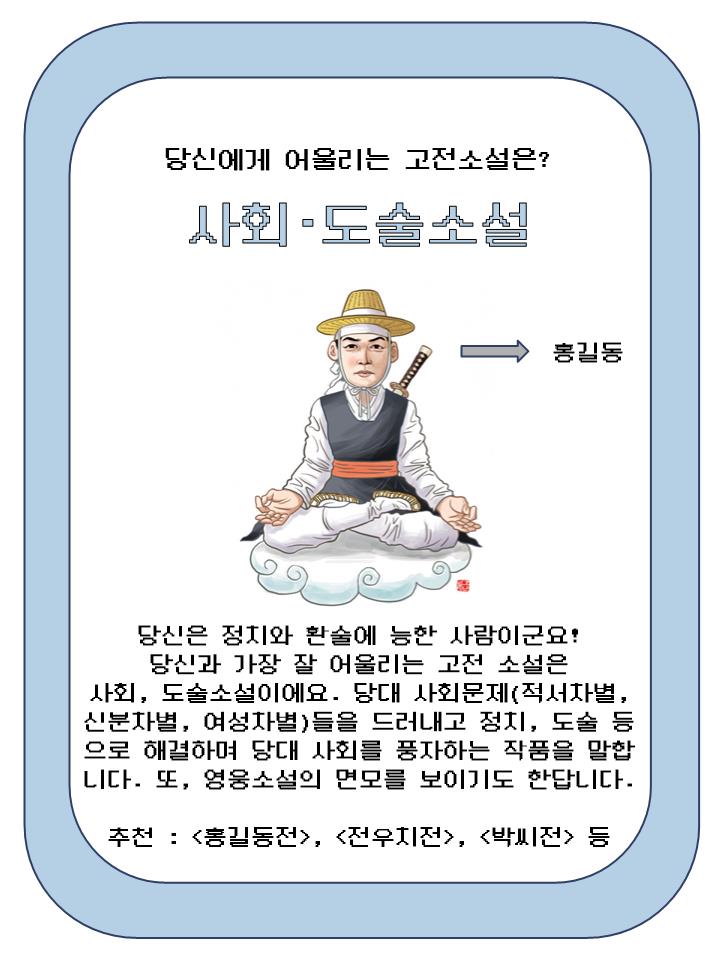 당신에게 어울리는 고전소설은?
사회·도술소설
홍길동
당신은 정치와 환술에 능한 사람이군요!
당신과 가장 잘 어울리는 고전 소설은
사회, 도술소설이에요. 당대 사회문제(적서차별,
신분차별, 여성차별)들을 드러내고 정치, 도술 등
으로 해결하며 당대 사회를 풍자하는 작품을 말합
니다. 또, 영웅소설의 면모를 보이기도 한답니다.
추천 : <홍길동전>, <전우치전>, <박씨전> 등